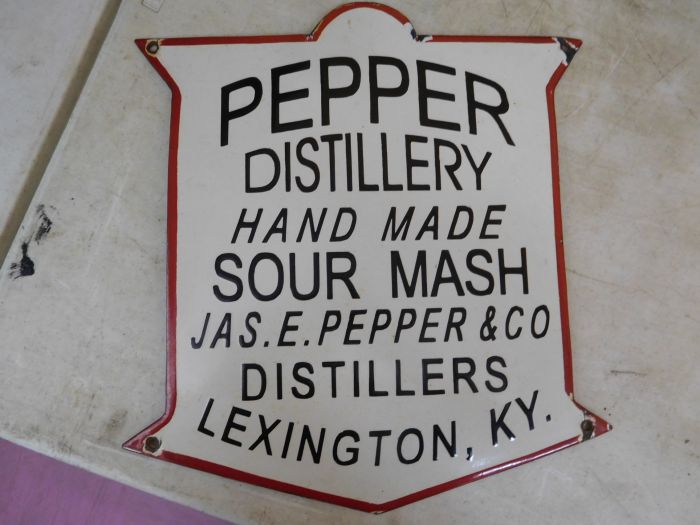 PEPPER
DISTILLERY
HAND MADE
SOUR MASH
JAS.E.PEPPER & CO
DISTILLERS
LEXINGTON, KY.